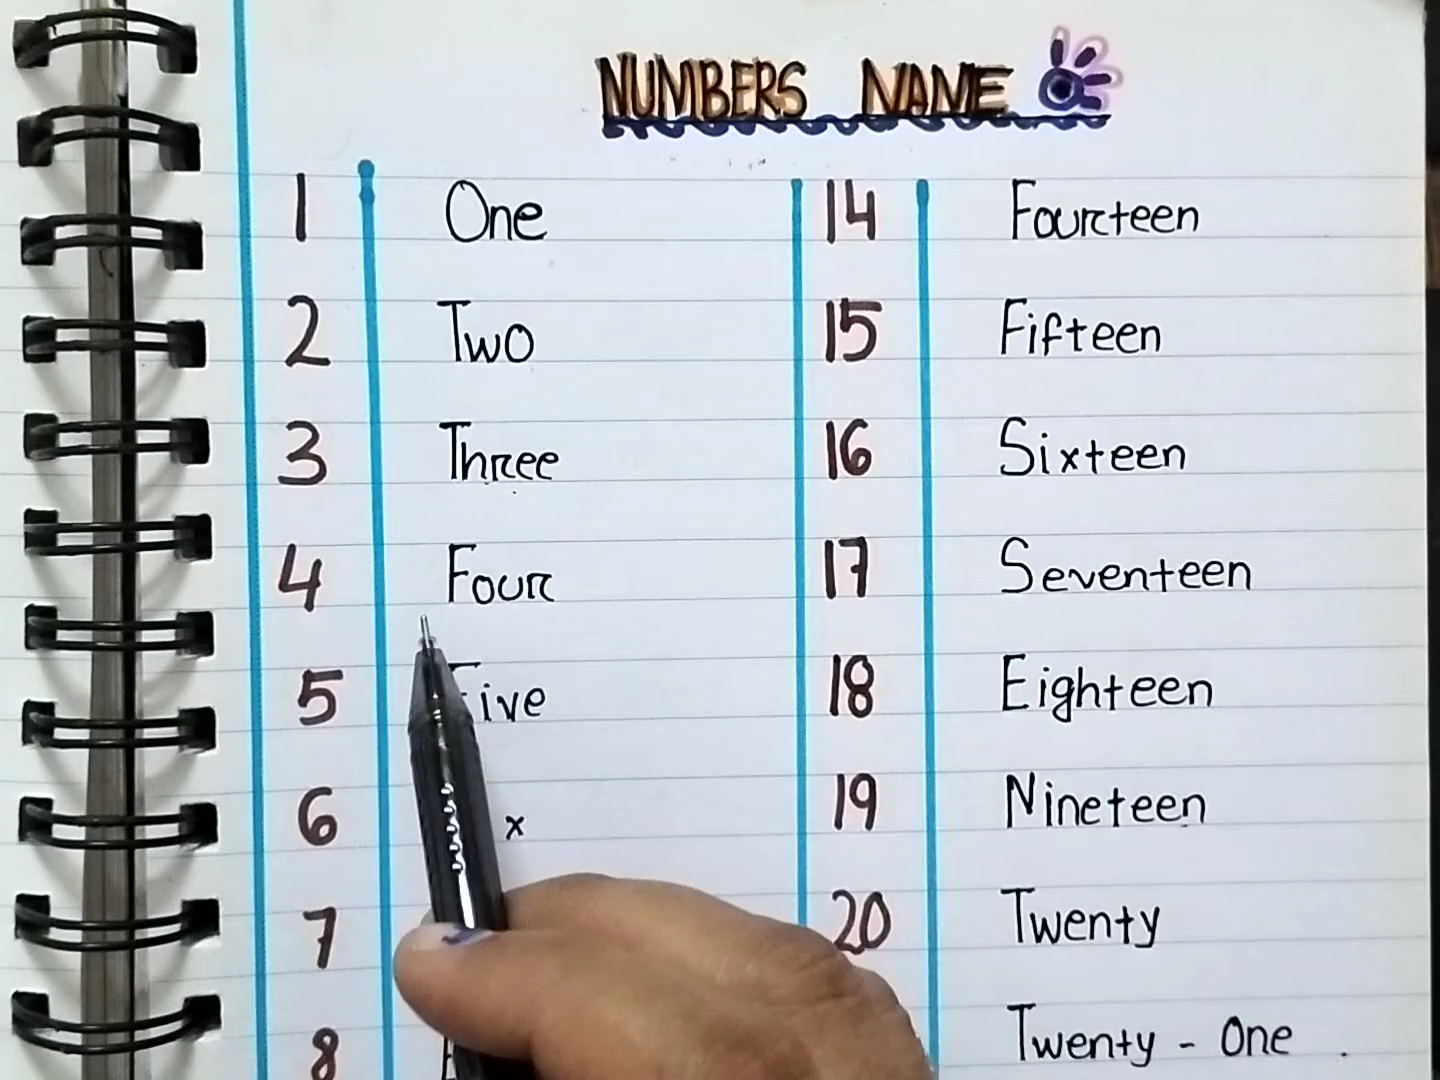 NUMBERS NAME
1 One
2 Two
3 Three
4 Four
5 Five
6
7
8
14 Fourteen
15 Fifteen
16 Sixteen
17 Seventeen
18 Eighteen
19 Nineteen
20 Twenty
Twenty - One